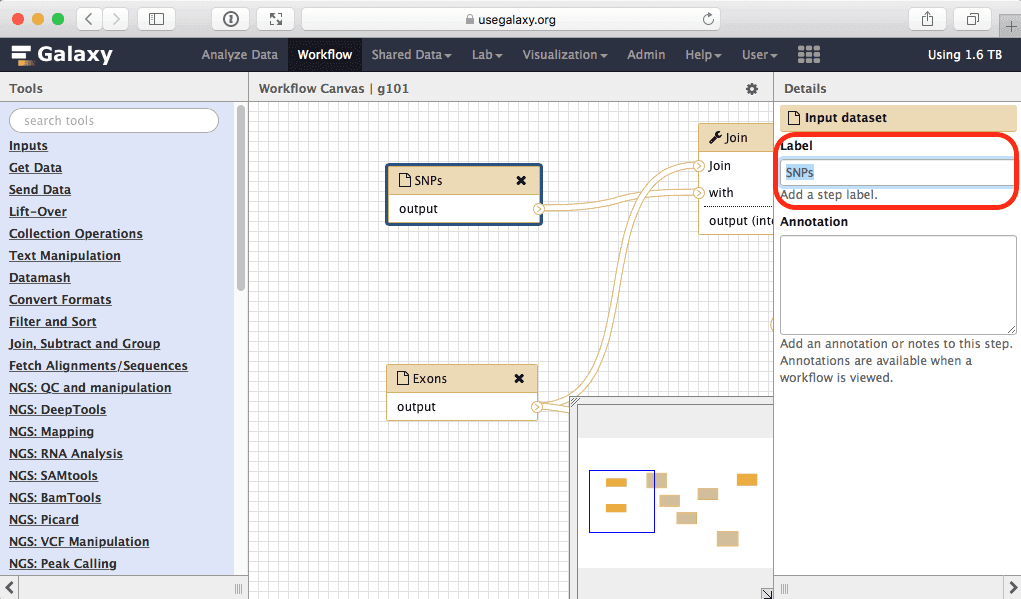 usegalaxy.org
Galaxy
Analyze Data Workflow Shared Data Lab Visualization Admin Help User Using 1.6 TB
Tools
search tools
Inputs
Get Data
Send Data
Lift-Over
Collection Operations
Text Manipulation
Datamash
Convert Formats
Filter and Sort
Join, Subtract and Group
Fetch Alignments/Sequences
NGS: QC and manipulation
NGS: DeepTools
NGS: Mapping
NGS: RNA Analysis
NGS: SAMtools
NGS: BamTools
NGS: Picard
NGS: VCF Manipulation
NGS: Peak Calling
Workflow Canvas | g101
SNPs
output
Exons
output
Join
Join
with
output (inte
Details
Input dataset
Label
SNPs
Add a step label.
Annotation
Add an annotation or notes to this step.
Annotations are available when a
workflow is viewed.